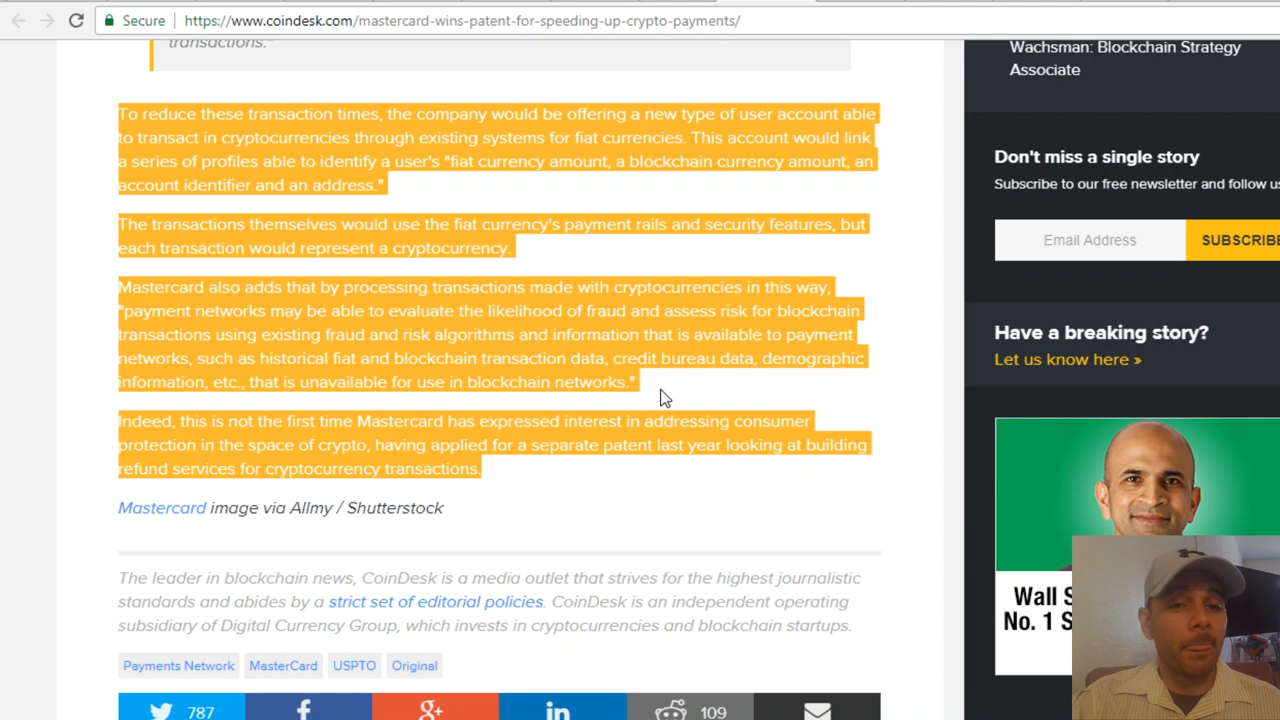 Secure
https://www.coindesk.com/mastercard-wins-patent-for-speeding-up-crypto-payments/
transactions."
To reduce these transaction times, the company would be offering a new type of user account able
to transact in cryptocurrencies through existing systems for fiat currencies. This account would link
a series of profiles able to identify a user's "fiat currency amount, a blockchain currency amount, an
account identifier and an address."
The transactions themselves would use the fiat currency's payment rails and security features, but
each transaction would represent a cryptocurrency.
Mastercard also adds that by processing transactions made with cryptocurrencies in this way,
"payment networks may be able to evaluate the likelihood of fraud and assess risk for blockchain
transactions using existing fraud and risk algorithms and information that is available to payment
networks, such as historical fiat and blockchain transaction data, credit bureau data, demographic
information, etc., that is unavailable for use in blockchain networks."
Indeed, this is not the first time Mastercard has expressed interest in addressing consumer
protection in the space of crypto, having applied for a separate patent last year looking at building
refund services for cryptocurrency transactions.
Mastercard image via Allmy / Shutterstock
The leader in blockchain news, CoinDesk is a media outlet that strives for the highest journalistic
standards and abides by a strict set of editorial policies. CoinDesk is an independent operating
subsidiary of Digital Currency Group, which invests in cryptocurrencies and blockchain startups.
Payments Network
MasterCard
USPTO
Original
787
109
Wachsman: Blockchain Strategy
Associate
Don't miss a single story
Subscribe to our free newsletter and follow us
Email Address
SUBSCRIBE
Have a breaking story?
Let us know here »
Wall S
No. 1 S